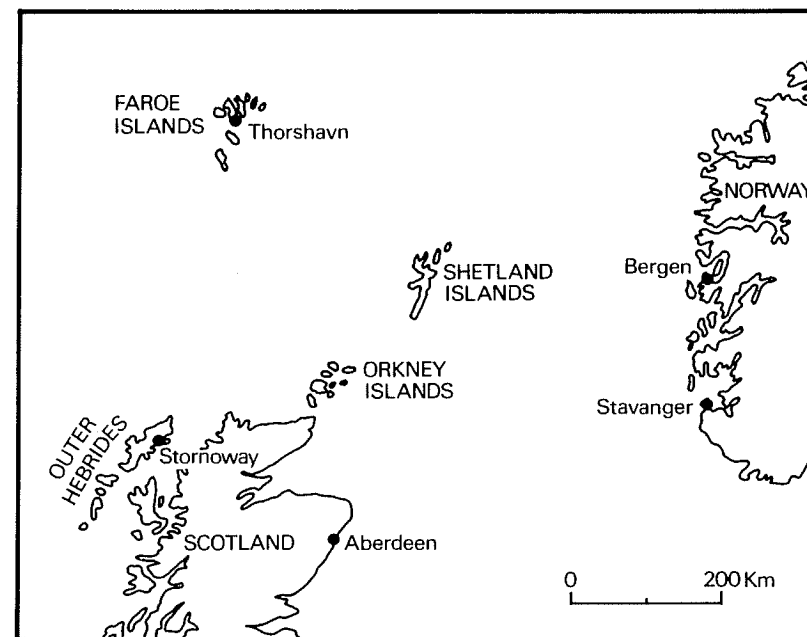 FAROE
ISLANDS
Thorshavn
NORWAY
Bergen
SHETLAND
ISLANDS
ORKNEY
ISLANDS
Stavanger
OUTER
HEBRIDES
Stornoway
SCOTLAND
Aberdeen
0 200 Km